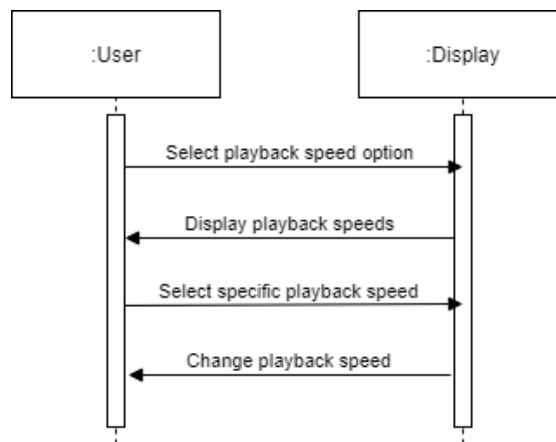 :User
:Display
Select playback speed option
Display playback speeds
Select specific playback speed
Change playback speed